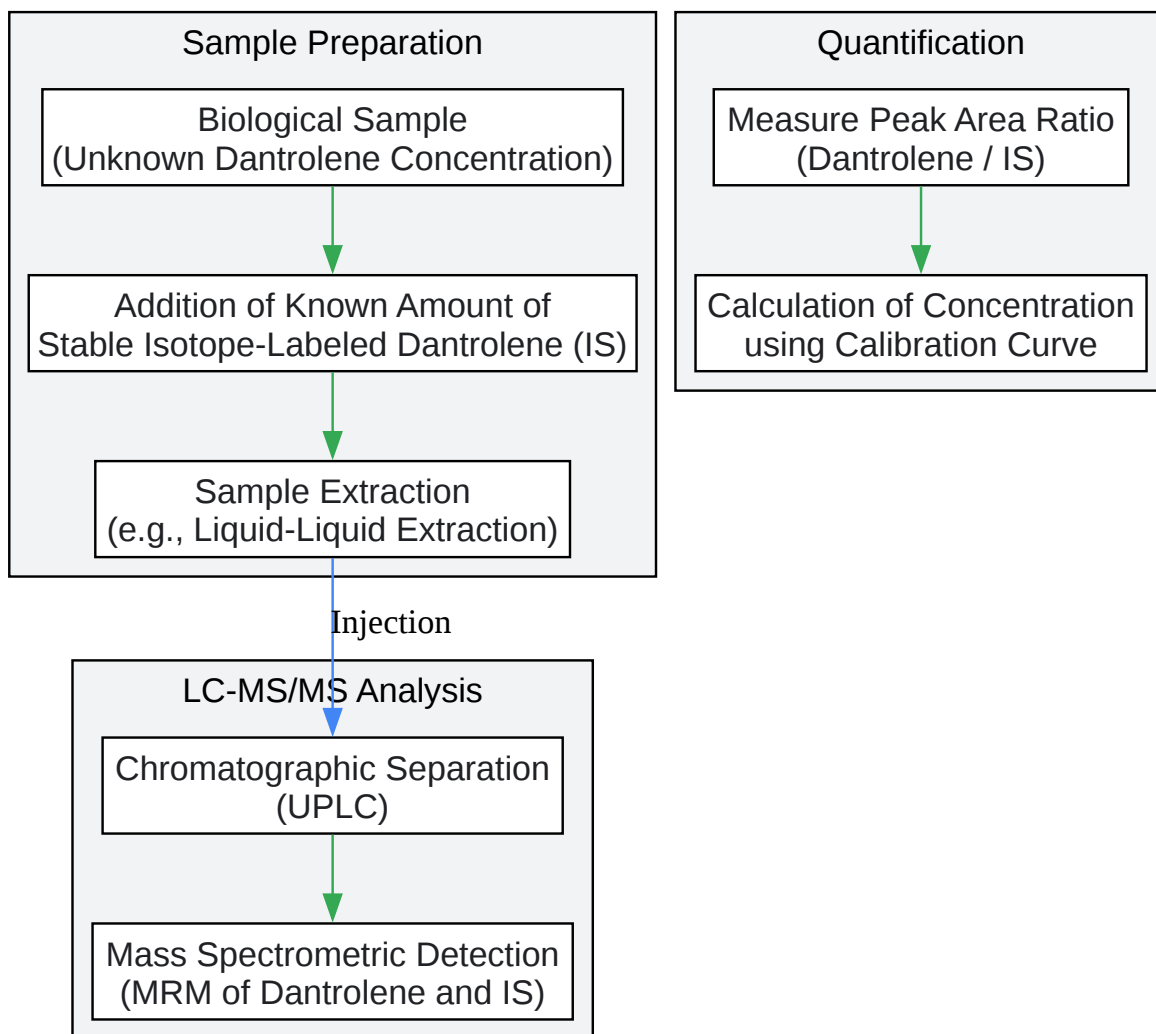 Sample Preparation
Biological Sample
(Unknown Dantrolene Concentration)
Addition of Known Amount of
Stable Isotope-Labeled Dantrolene (IS)
Sample Extraction
(e.g., Liquid-Liquid Extraction)
Injection
LC-MS/MS Analysis
Chromatographic Separation
(UPLC)
Mass Spectrometric Detection
(MRM of Dantrolene and IS)
Quantification
Measure Peak Area Ratio
(Dantrolene / IS)
Calculation of Concentration
using Calibration Curve